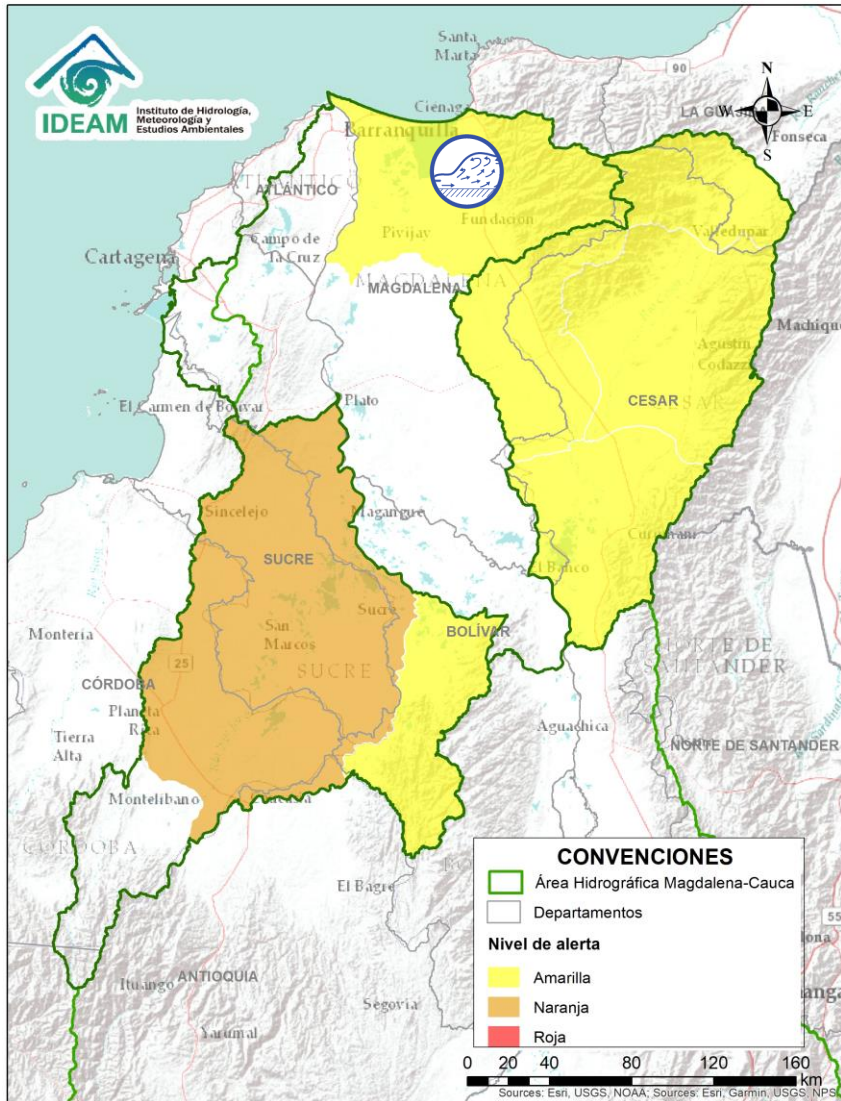 IDEAM
Instituto de Hidrología,
Meteorología y
Estudios Ambientales
Santa
Marta
90
N
W
E
S
Ciénaga
LA GUAJIRA
Fonseca
Barranquilla
ATLÁNTICO
Fundación
Valledupar
Pivijay
Cartagena
Campo de
la Cruz
MAGDALENA
MAGDALENA
Machique
Agustín
Codazzi
CESAR
CESAR
El Carmen de Bolívar
Plato
Sincelejo
Magangué
SUCRE
Curumaní
El Banco
Sucre
Montería
San
Marcos
BOLÍVAR
SUCRE
NORTE DE
SANTANDER
25
CÓRDOBA
Planeta
Rica
Tierra
Alta
Aguachica
NORTE DE SANTANDER
Montelíbano
CÓRDOBA
El Bagre
Ituango
ANTIOQUIA
Segovia
Yarumal
55
CONVENCIONES
Área Hidrográfica Magdalena-Cauca
Departamentos
Nivel de alerta
Amarilla
Naranja
Roja
0 20 40 80 120 160
km
Sources: Esri, USGS, NOAA; Sources: Esri, Garmin, USGS, NPS